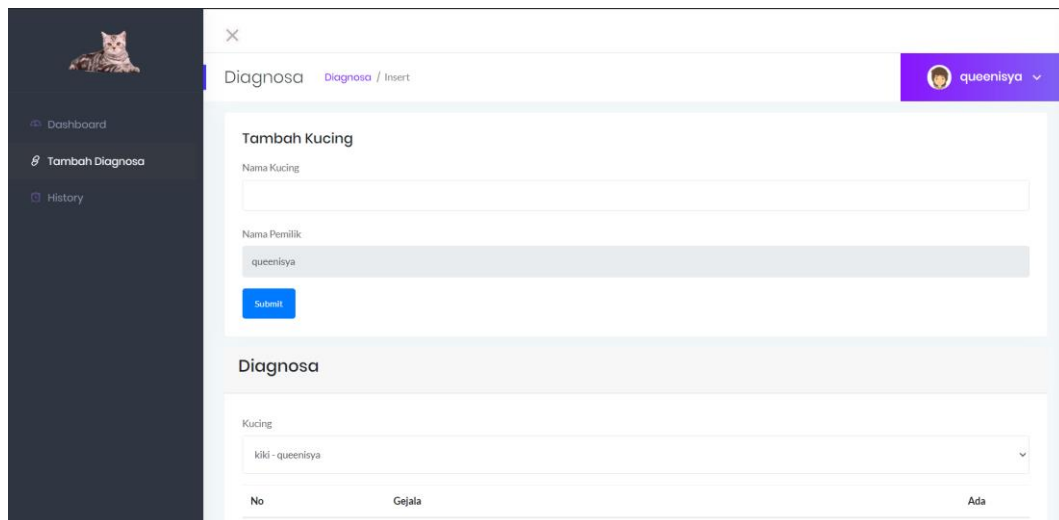 Diagnosa Diagnosa / Insert
queenisya
Dashboard
Tambah Diagnosa
History
Tambah Kucing
Nama Kucing
Nama Pemilik
queenisya
Submit
Diagnosa
Kucing
kiki - queenisya
No Gejala Ada